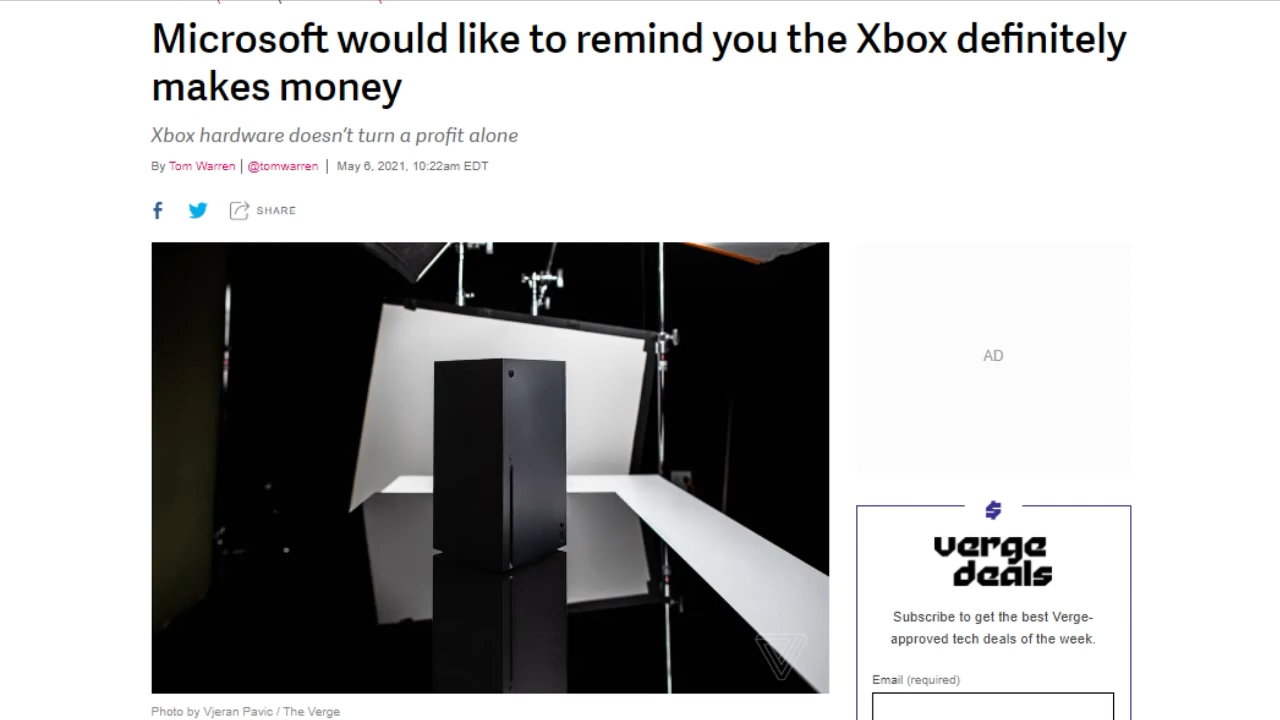 Microsoft would like to remind you the Xbox definitely
makes money
Xbox hardware doesn’t turn a profit alone
By Tom Warren | @tomwarren | May 6, 2021, 10:22am EDT
SHARE
AD
verge
deals
Subscribe to get the best Verge-
approved tech deals of the week.
Email (required)
Photo by Vjeran Pavic / The Verge